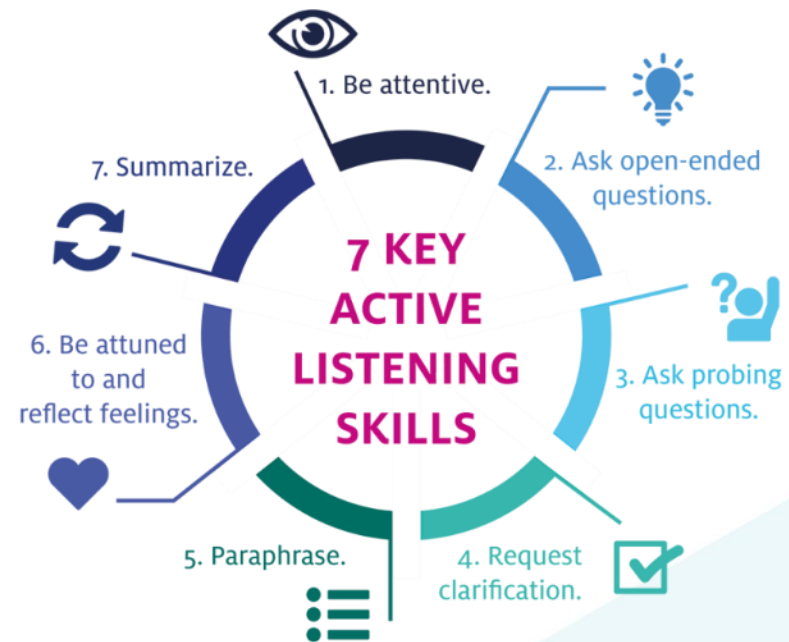 7 KEY
ACTIVE
LISTENING
SKILLS
1. Be attentive.
2. Ask open-ended
questions.
3. Ask probing
questions.
4. Request
clarification.
5. Paraphrase.
6. Be attuned
to and
reflect feelings.
7. Summarize.